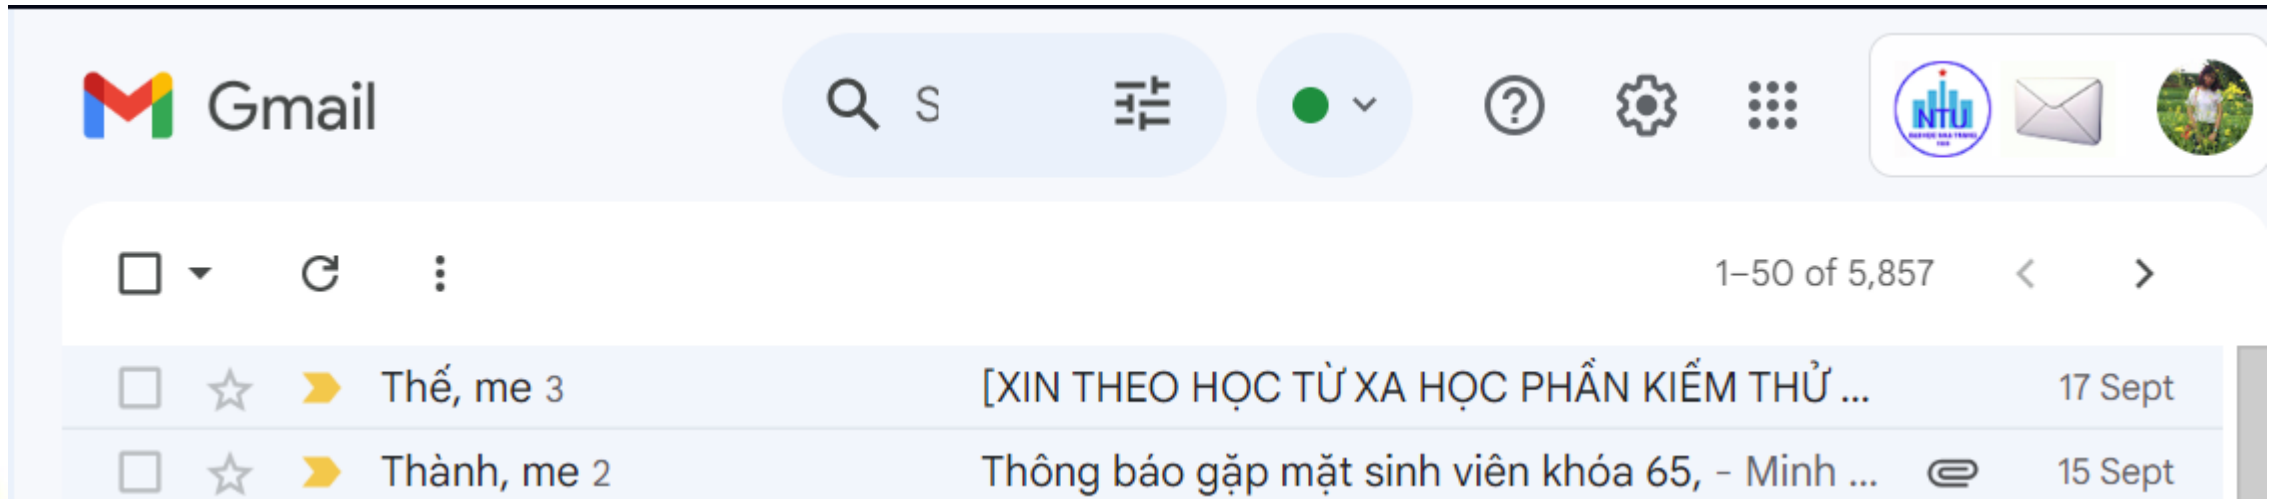 Gmail
S
NTU
1–50 of 5,857
Thế, me 3 [XIN THEO HỌC TỪ XA HỌC PHẦN KIỂM THỬ ... 17 Sept
Thành, me 2 Thông báo gặp mặt sinh viên khóa 65, - Minh ... 15 Sept